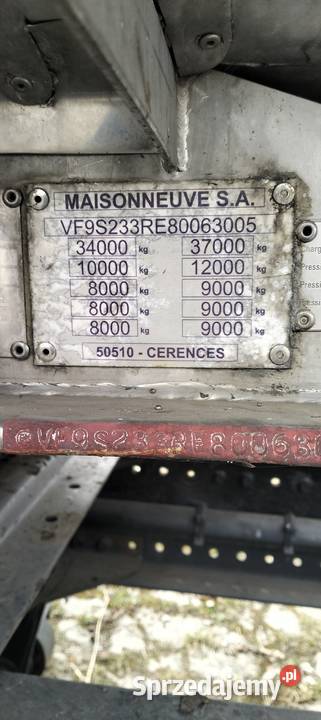 MAISONNEUVE S.A.
VF9S233RE80063005
34000 kg 37000 kg
10000 kg 12000 kg
8000 kg 9000 kg
8000 kg 9000 kg
8000 kg 9000 kg
50510 - CERENCES
VF9S233RE800630
Sprzedajemy.pl